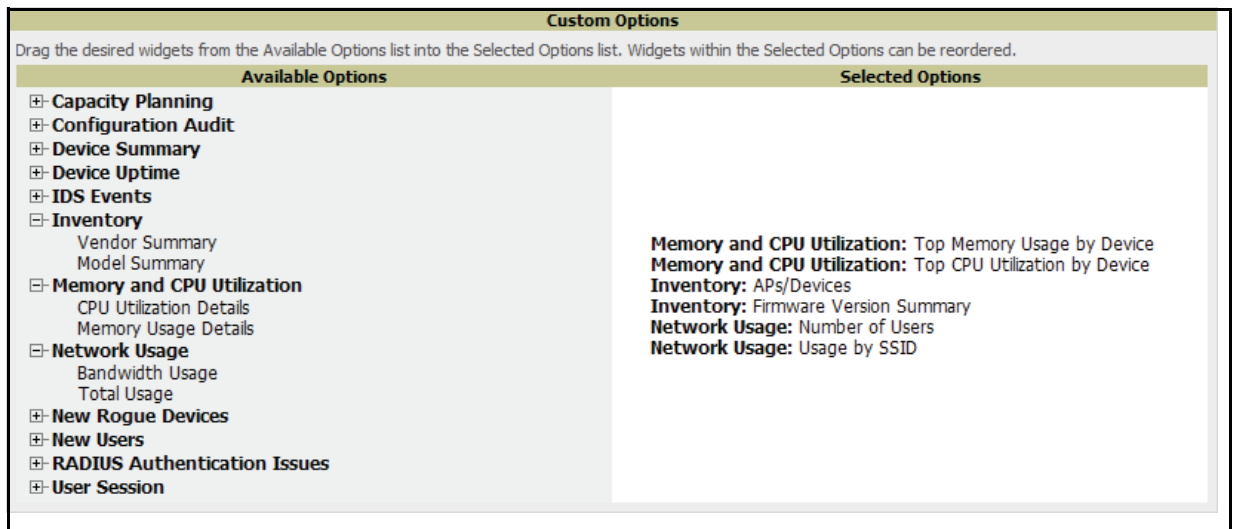 Custom Options
Drag the desired widgets from the Available Options list into the Selected Options list. Widgets within the Selected Options can be reordered.
Available Options
Capacity Planning
Configuration Audit
Device Summary
Device Uptime
IDS Events
Inventory
Vendor Summary
Model Summary
Memory and CPU Utilization
CPU Utilization Details
Memory Usage Details
Network Usage
Bandwidth Usage
Total Usage
New Rogue Devices
New Users
RADIUS Authentication Issues
User Session
Selected Options
Memory and CPU Utilization: Top Memory Usage by Device
Memory and CPU Utilization: Top CPU Utilization by Device
Inventory: APs/Devices
Inventory: Firmware Version Summary
Network Usage: Number of Users
Network Usage: Usage by SSID